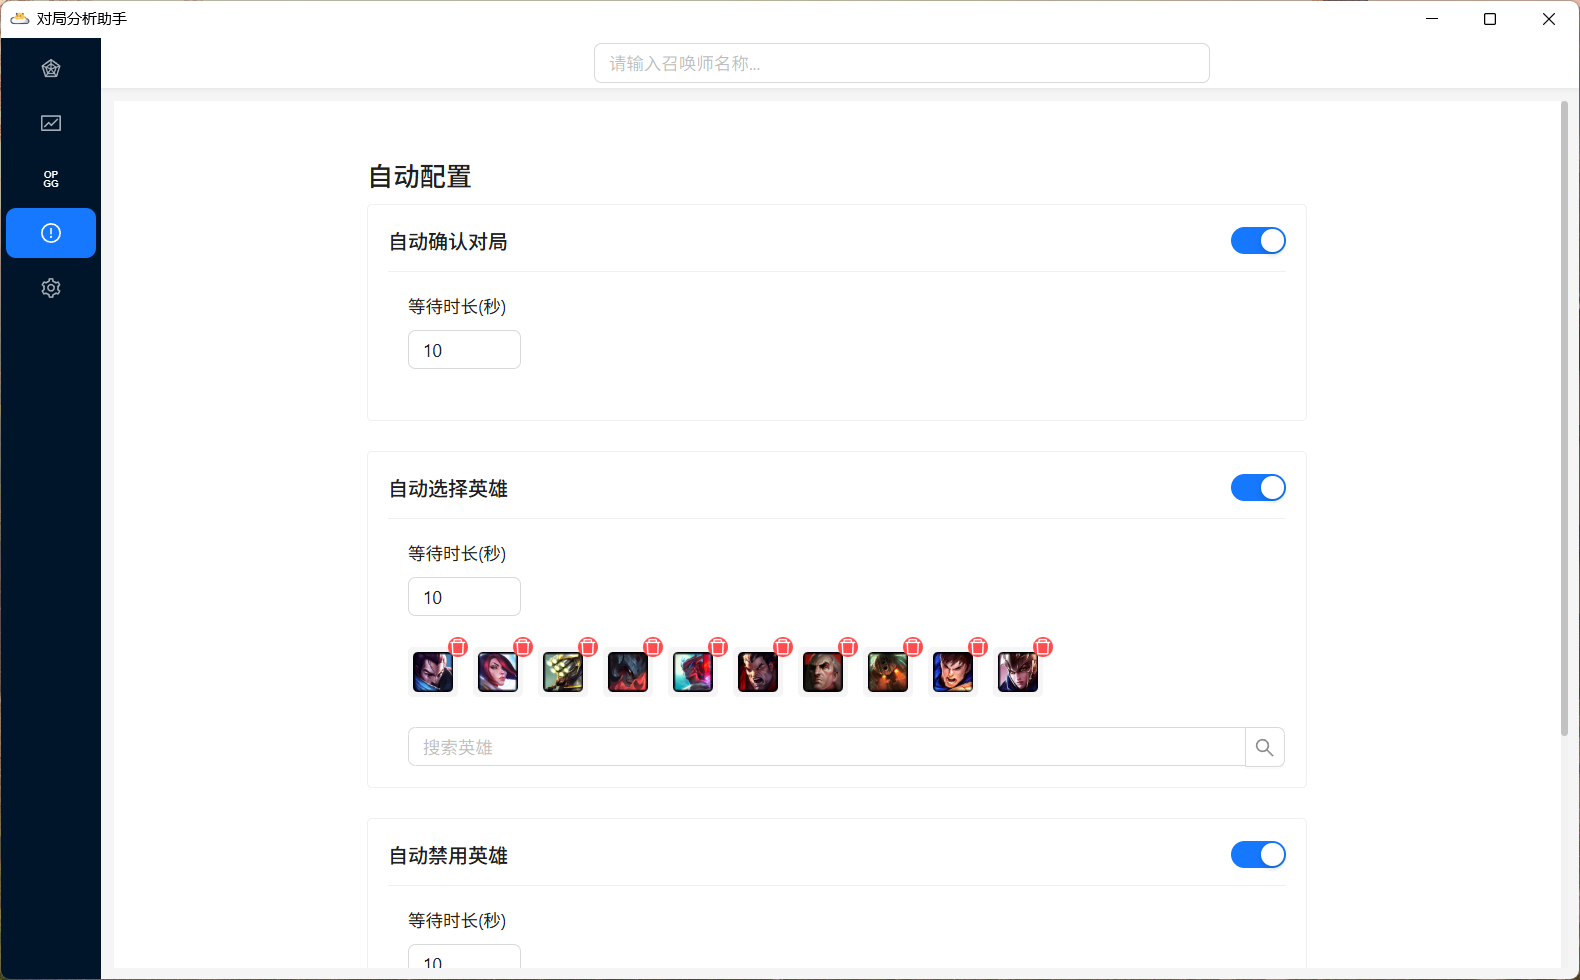 对局分析助手
请输入召唤师名称...
OP
GG
自动配置
自动确认对局
等待时长(秒)
10
自动选择英雄
等待时长(秒)
10
搜索英雄
自动禁用英雄
等待时长(秒)
10